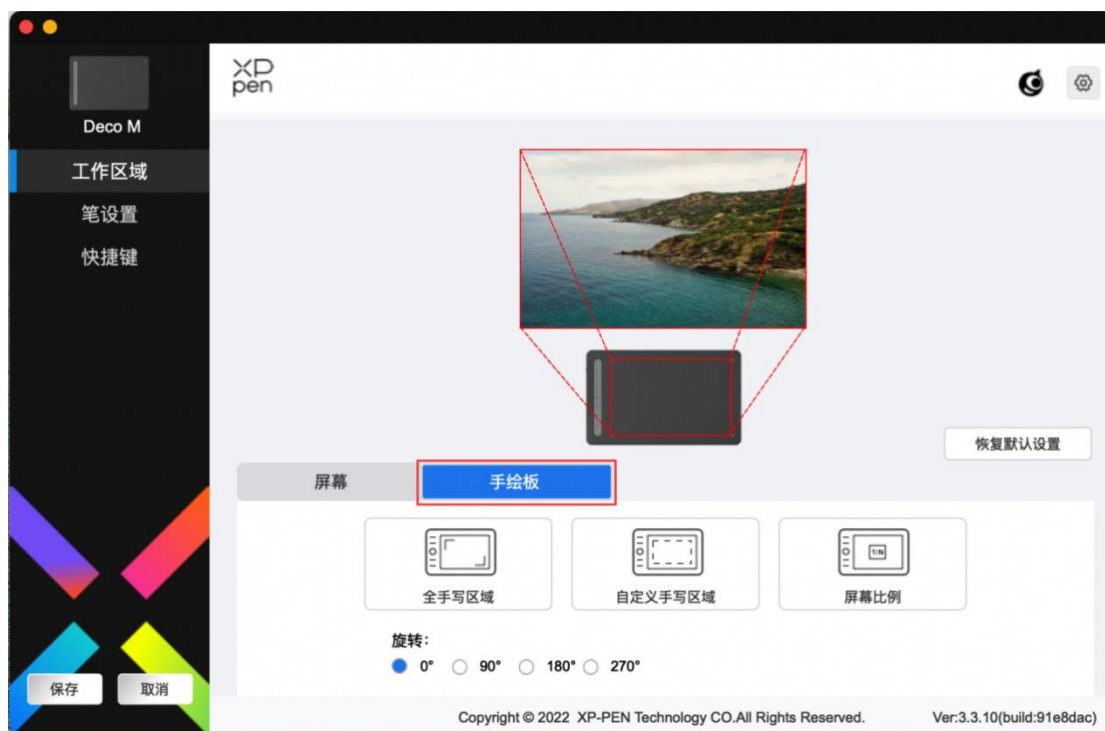 XP
pen
Deco M
工作区域
笔设置
快捷键
恢复默认设置
屏幕
手绘板
全手写区域
自定义手写区域
1:N
屏幕比例
旋转:
0° 90° 180° 270°
保存 取消
Copyright © 2022 XP-PEN Technology CO.All Rights Reserved. Ver:3.3.10(build:91e8dac)